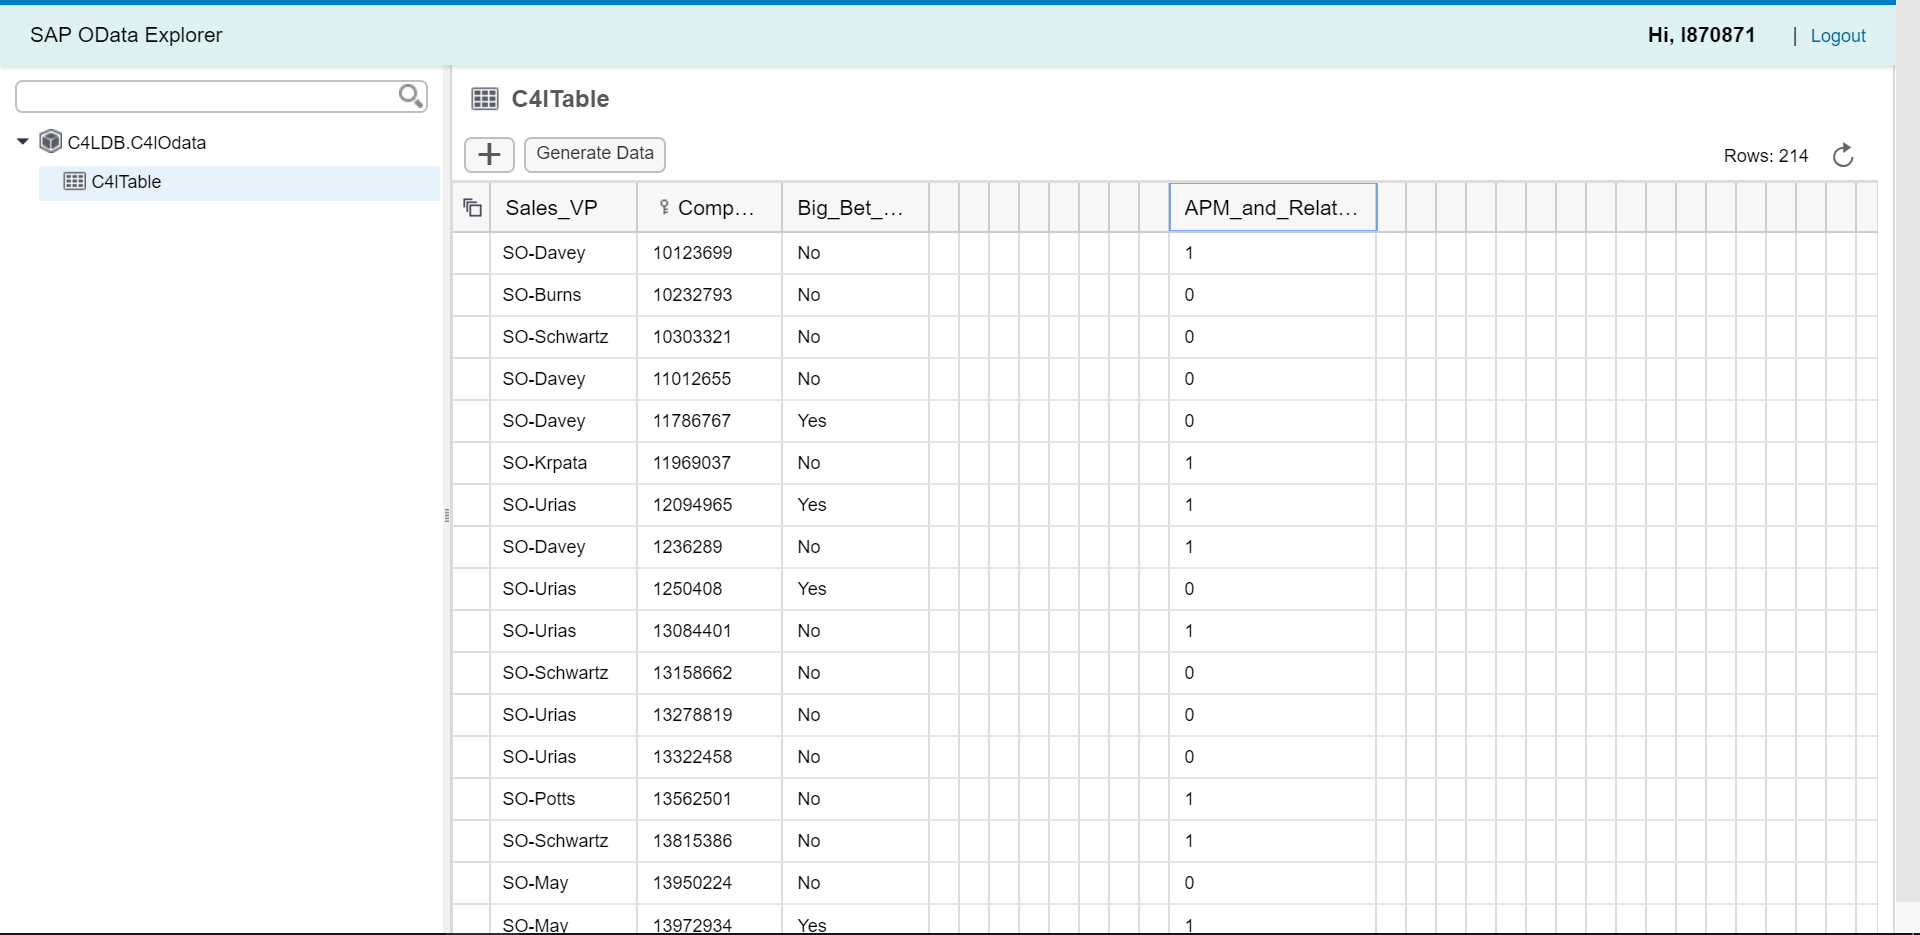 SAP OData Explorer
Hi, I870871 | Logout
C4LDB.C4IOdata
C4ITable
C4ITable
Generate Data
Rows: 214
Sales_VP Comp... Big_Bet_... APM_and_Relat...
SO-Davey 10123699 No 1
SO-Burns 10232793 No 0
SO-Schwartz 10303321 No 0
SO-Davey 11012655 No 0
SO-Davey 11786767 Yes 0
SO-Krpata 11969037 No 1
SO-Urias 12094965 Yes 1
SO-Davey 1236289 No 1
SO-Urias 1250408 Yes 0
SO-Urias 13084401 No 1
SO-Schwartz 13158662 No 0
SO-Urias 13278819 No 0
SO-Urias 13322458 No 0
SO-Potts 13562501 No 1
SO-Schwartz 13815386 No 1
SO-May 13950224 No 0
SO-May 13972934 Yes 1